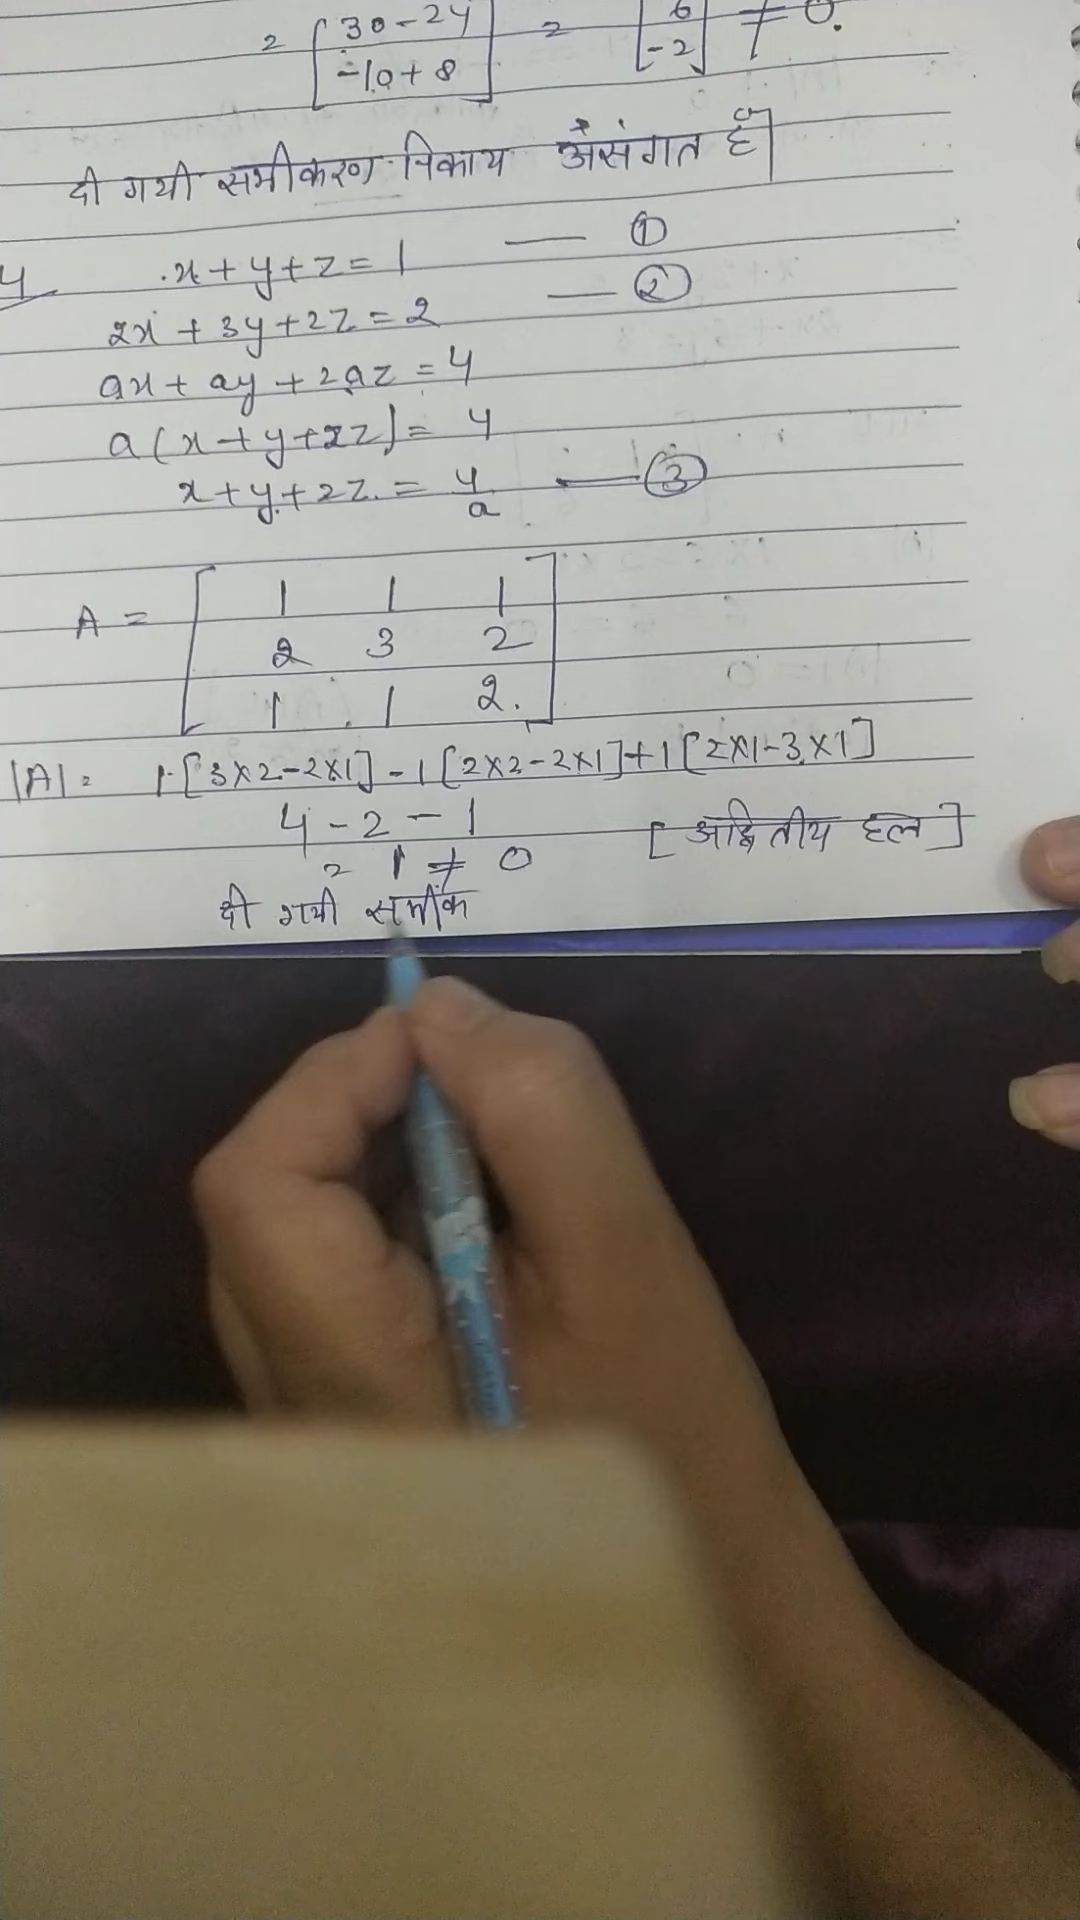 = [30-24 = [6 ≠ 0.
-10+8] -2]
दी गयी समीकरण निकाय असंगत है|
4 x+y+z=1 — ①
2x+3y+2z=2 — ②
ax+ay+2az=4
a(x+y+2z)=4
x+y+2z.=4/a — ③
A = [1 1 1
2 3 2
1 1 2.]
|A|= 1[3×2-2×1]-1[2×2-2×1]+1[2×1-3×1]
4-2-1 [अद्वितीय हल]
= 1 ≠ 0
दी गयी समीक